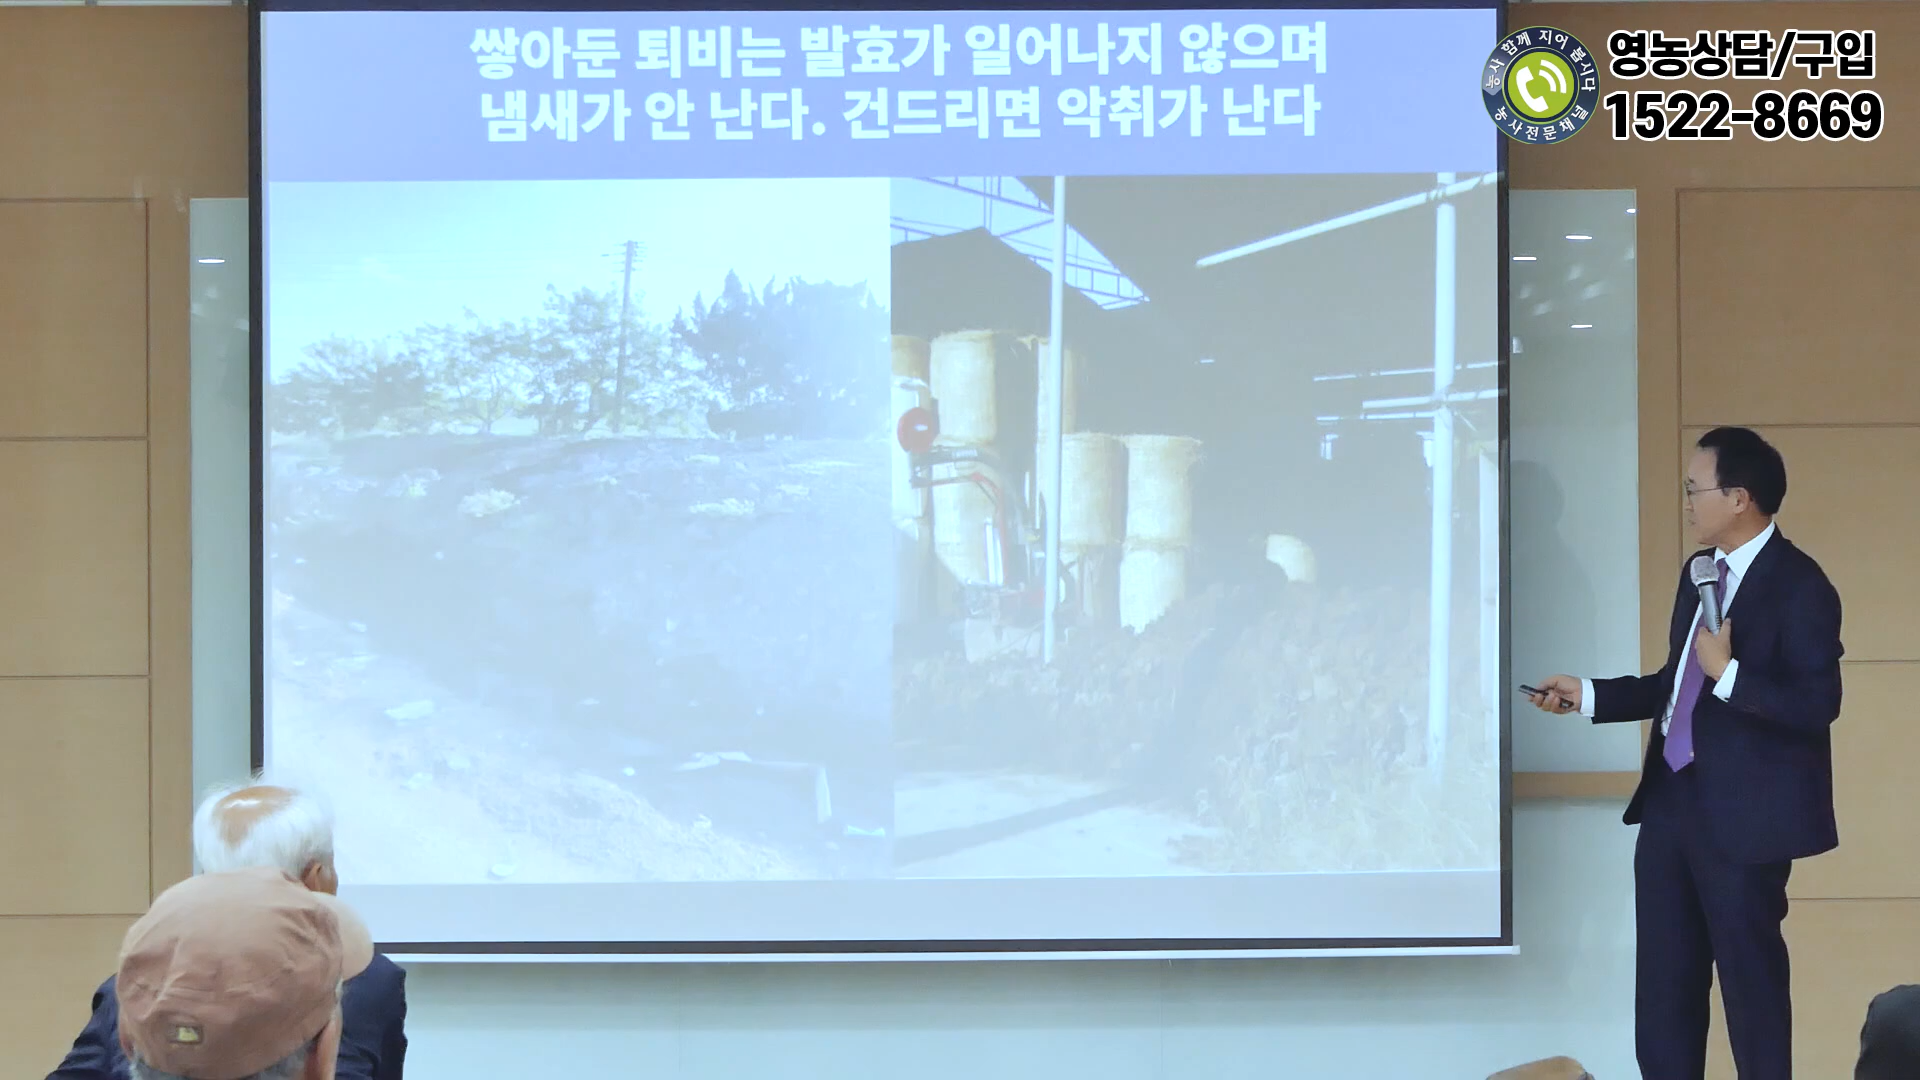 쌓아둔 퇴비는 발효가 일어나지 않으며
냄새가 안 난다. 건드리면 악취가 난다
농사 함께 지어 봅시다
농사전문채널
영농상담/구입
1522-8669